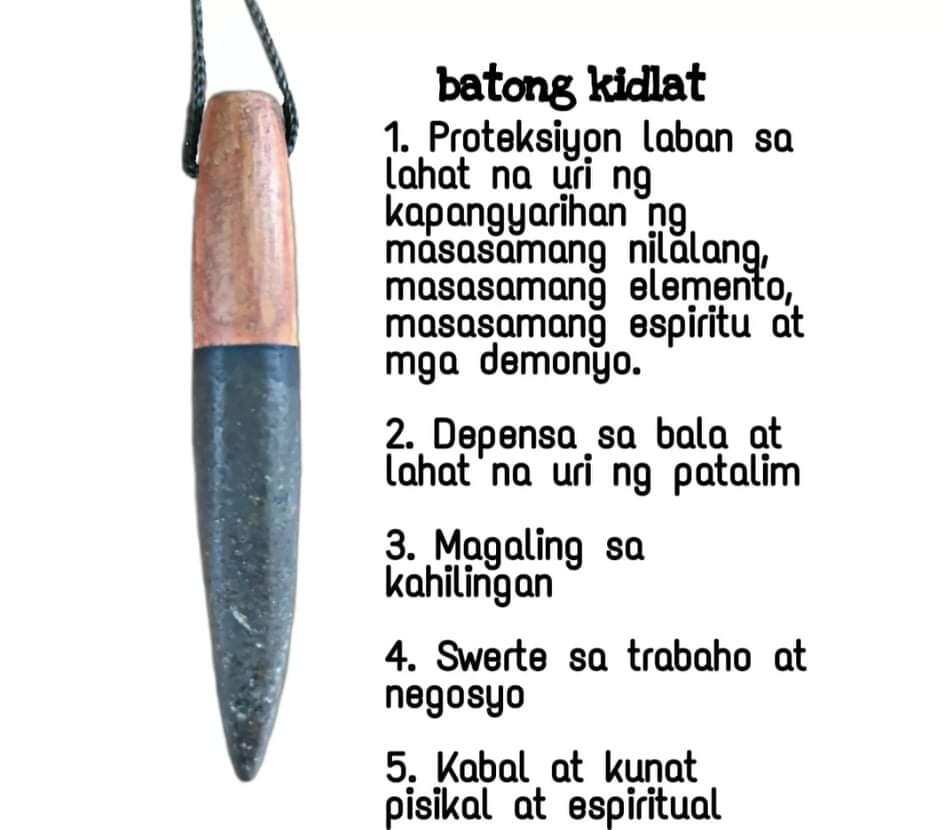 batong kidlat
1. Proteksiyon laban sa
lahat na uri ng
kapangyarihan ng
masasamang nilalang,
masasamang elemento,
masasamang espiritu at
mga demonyo.
2. Depensa sa bala at
lahat na uri ng patalim
3. Magaling sa
kahilingan
4. Swerte sa trabaho at
negosyo
5. Kabal at kunat
pisikal at espiritual